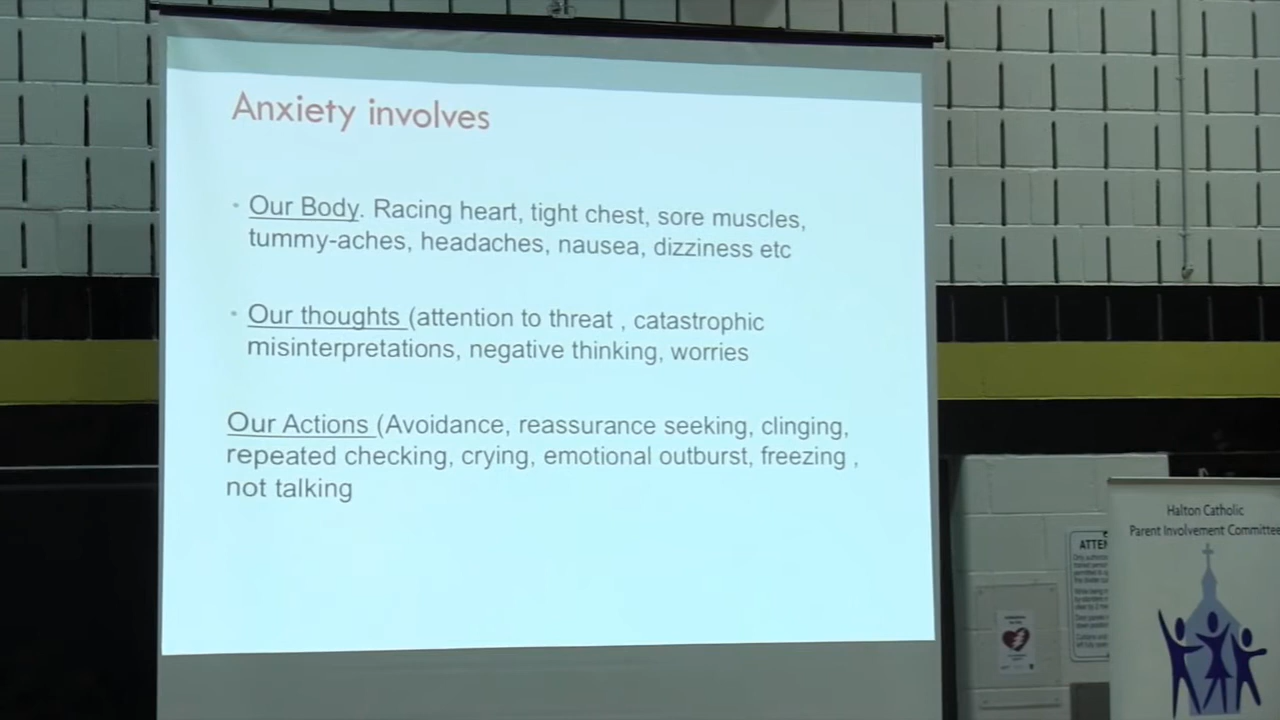 Anxiety involves
• Our Body. Racing heart, tight chest, sore muscles,
tummy-aches, headaches, nausea, dizziness etc
• Our thoughts (attention to threat , catastrophic
misinterpretations, negative thinking, worries
Our Actions (Avoidance, reassurance seeking, clinging,
repeated checking, crying, emotional outburst, freezing ,
not talking
Halton Catholic
Parent Involvement Committee
ATTE